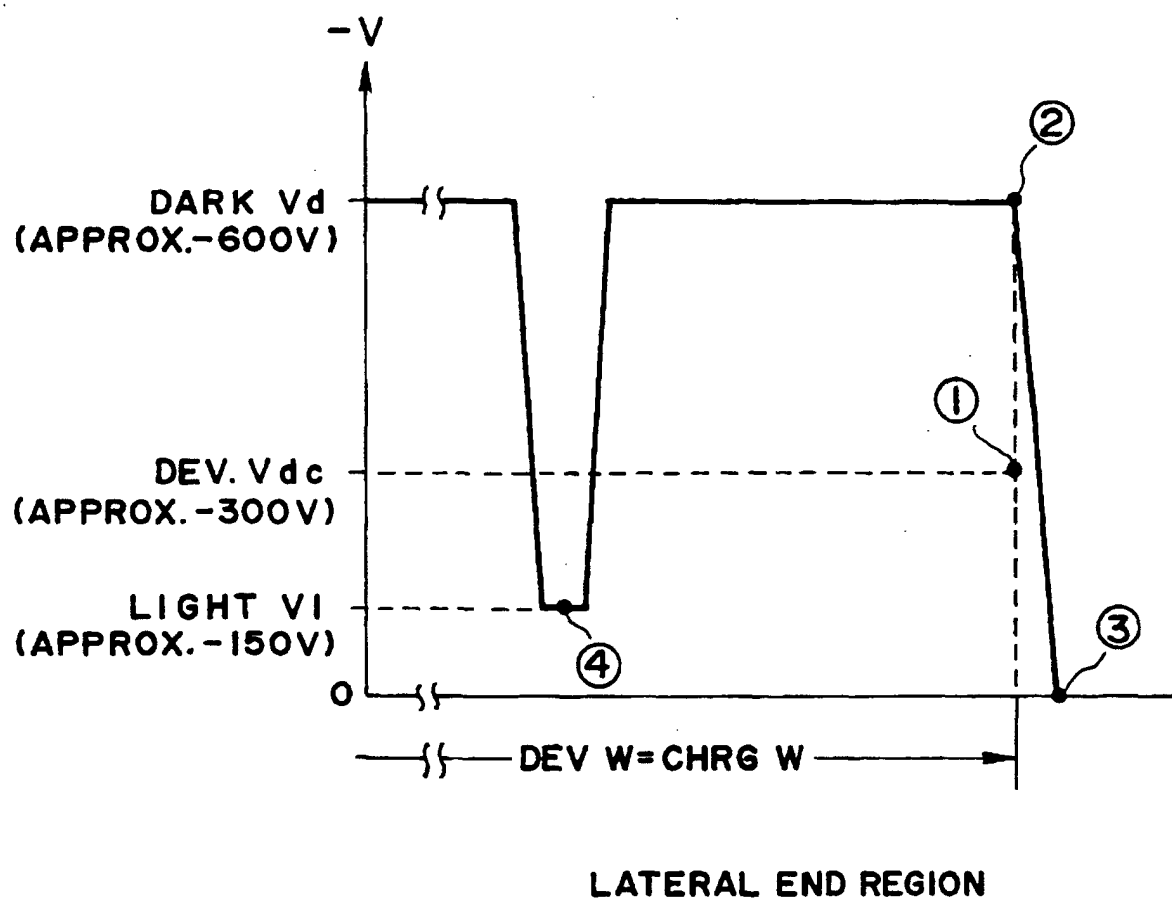 -V
②
DARK Vd
(APPROX.-600V)
①
DEV. Vdc
(APPROX.-300V)
LIGHT Vl
(APPROX.-150V)
④
③
0
DEV W=CHRG W
LATERAL END REGION